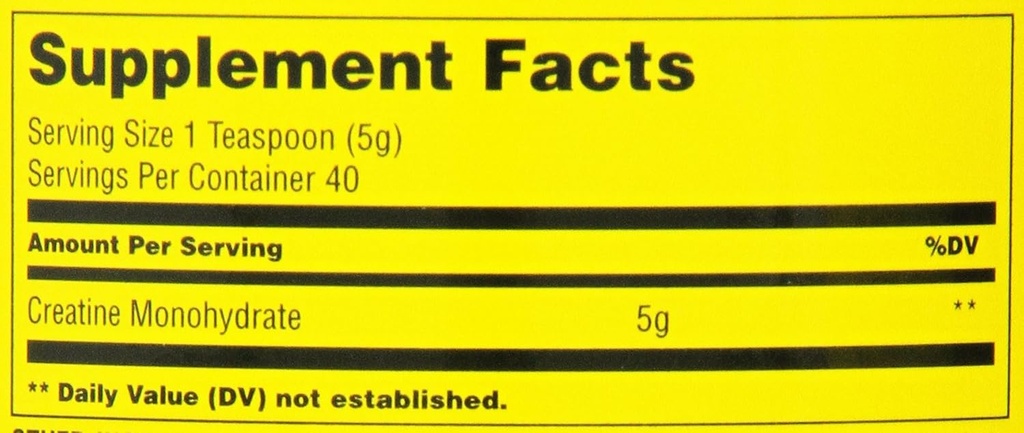 Supplement Facts
Serving Size 1 Teaspoon (5g)
Servings Per Container 40
Amount Per Serving %DV
Creatine Monohydrate 5g **
** Daily Value (DV) not established.